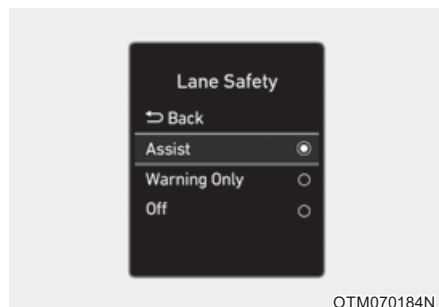 Lane Safety
Back
Assist
Warning Only
Off
OTM070184N